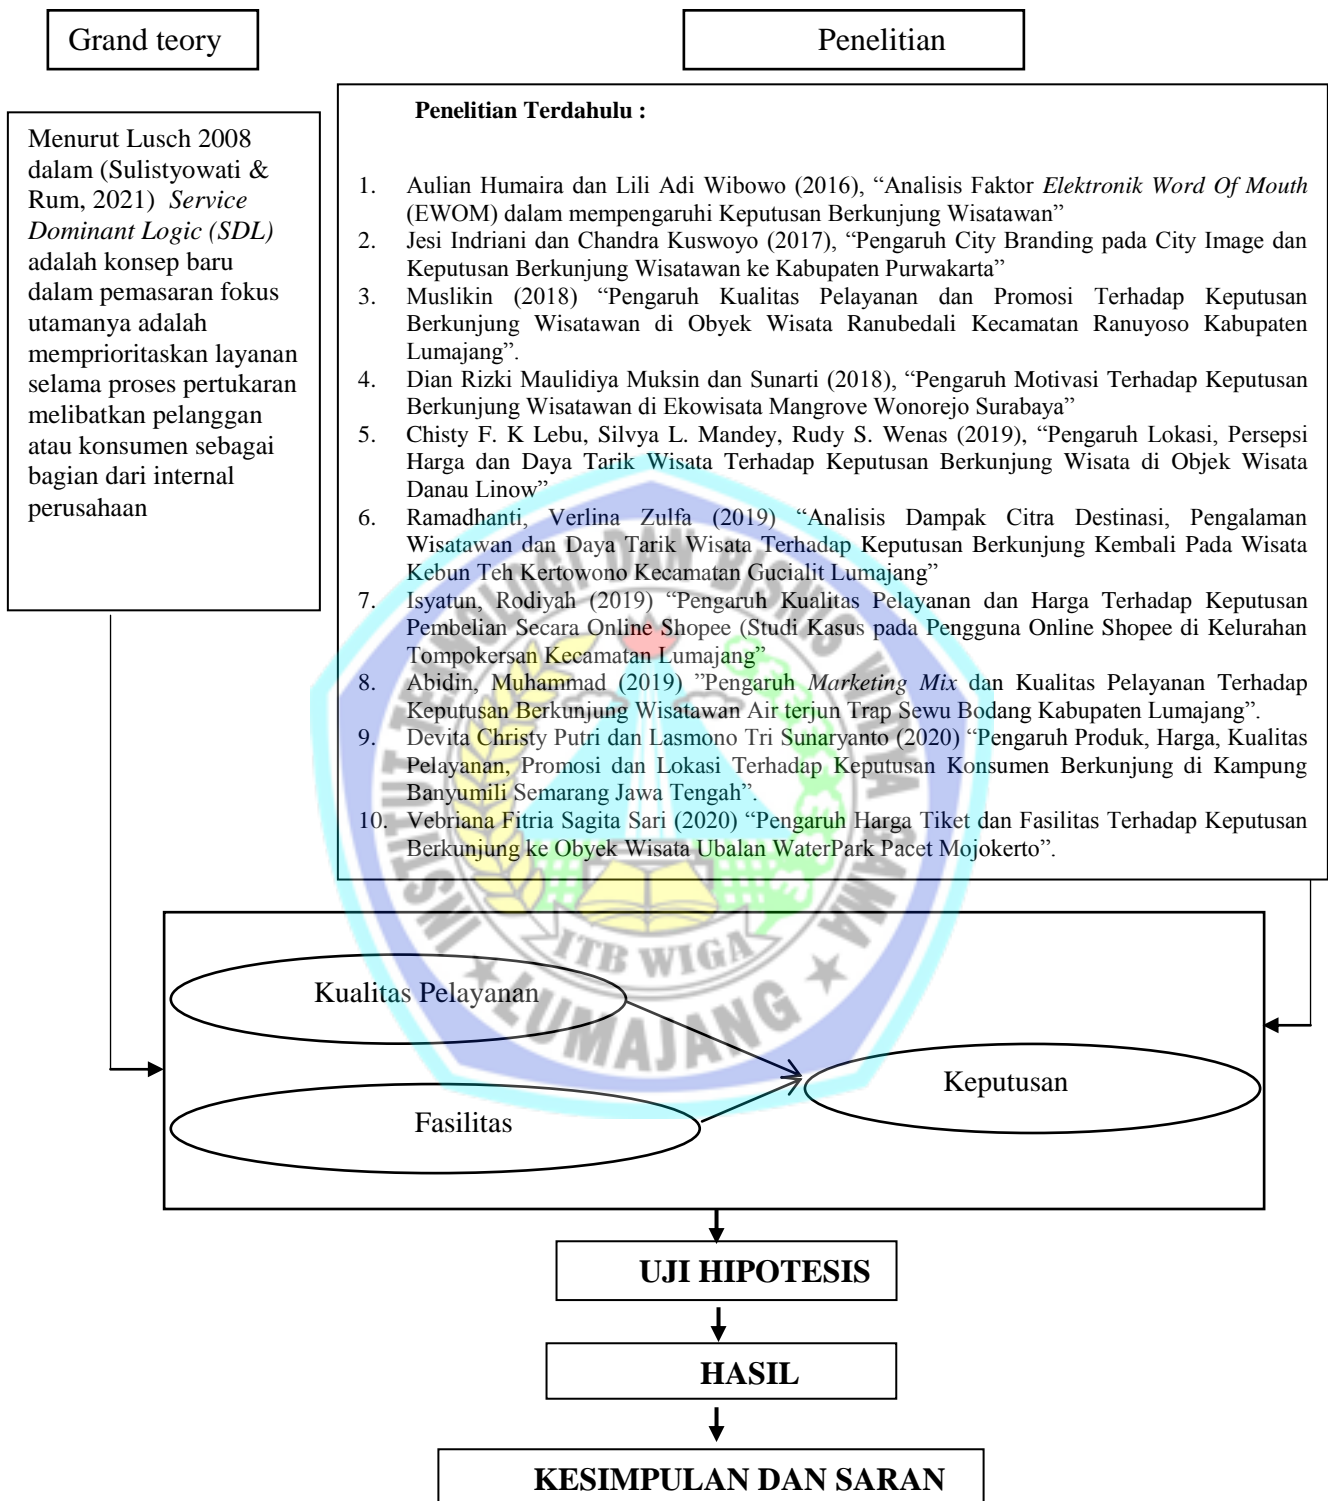 Grand teory
Penelitian
Menurut Lusch 2008
dalam (Sulistyowati &
Rum, 2021) Service
Dominant Logic (SDL)
adalah konsep baru
dalam pemasaran fokus
utamanya adalah
memprioritaskan layanan
selama proses pertukaran
melibatkan pelanggan
atau konsumen sebagai
bagian dari internal
perusahaan
Penelitian Terdahulu :
1. Aulian Humaira dan Lili Adi Wibowo (2016), “Analisis Faktor Elektronik Word Of Mouth
(EWOM) dalam mempengaruhi Keputusan Berkunjung Wisatawan”
2. Jesi Indriani dan Chandra Kuswoyo (2017), “Pengaruh City Branding pada City Image dan
Keputusan Berkunjung Wisatawan ke Kabupaten Purwakarta”
3. Muslikin (2018) “Pengaruh Kualitas Pelayanan dan Promosi Terhadap Keputusan
Berkunjung Wisatawan di Obyek Wisata Ranubedali Kecamatan Ranuyoso Kabupaten
Lumajang”.
4. Dian Rizki Maulidiya Muksin dan Sunarti (2018), “Pengaruh Motivasi Terhadap Keputusan
Berkunjung Wisatawan di Ekowisata Mangrove Wonorejo Surabaya”
5. Chisty F. K Lebu, Silvya L. Mandey, Rudy S. Wenas (2019), “Pengaruh Lokasi, Persepsi
Harga dan Daya Tarik Wisata Terhadap Keputusan Berkunjung Wisata di Objek Wisata
Danau Linow”
6. Ramadhanti, Verlina Zulfa (2019) “Analisis Dampak Citra Destinasi, Pengalaman
Wisatawan dan Daya Tarik Wisata Terhadap Keputusan Berkunjung Kembali Pada Wisata
Kebun Teh Kertowono Kecamatan Gucialit Lumajang”
7. Isyatun, Rodiyah (2019) “Pengaruh Kualitas Pelayanan dan Harga Terhadap Keputusan
Pembelian Secara Online Shopee (Studi Kasus pada Pengguna Online Shopee di Kelurahan
Tompokersan Kecamatan Lumajang”
8. Abidin, Muhammad (2019) ”Pengaruh Marketing Mix dan Kualitas Pelayanan Terhadap
Keputusan Berkunjung Wisatawan Air terjun Trap Sewu Bodang Kabupaten Lumajang”.
9. Devita Christy Putri dan Lasmono Tri Sunaryanto (2020) “Pengaruh Produk, Harga, Kualitas
Pelayanan, Promosi dan Lokasi Terhadap Keputusan Konsumen Berkunjung di Kampung
Banyumili Semarang Jawa Tengah”.
10. Vebriana Fitria Sagita Sari (2020) “Pengaruh Harga Tiket dan Fasilitas Terhadap Keputusan
Berkunjung ke Obyek Wisata Ubalan WaterPark Pacet Mojokerto”.
INSTITUT TEKNOLOGI DAN BISNIS WIDYA GAMA
ITB WIGA
LUMAJANG
Kualitas Pelayanan
Keputusan
Fasilitas
UJI HIPOTESIS
HASIL
KESIMPULAN DAN SARAN